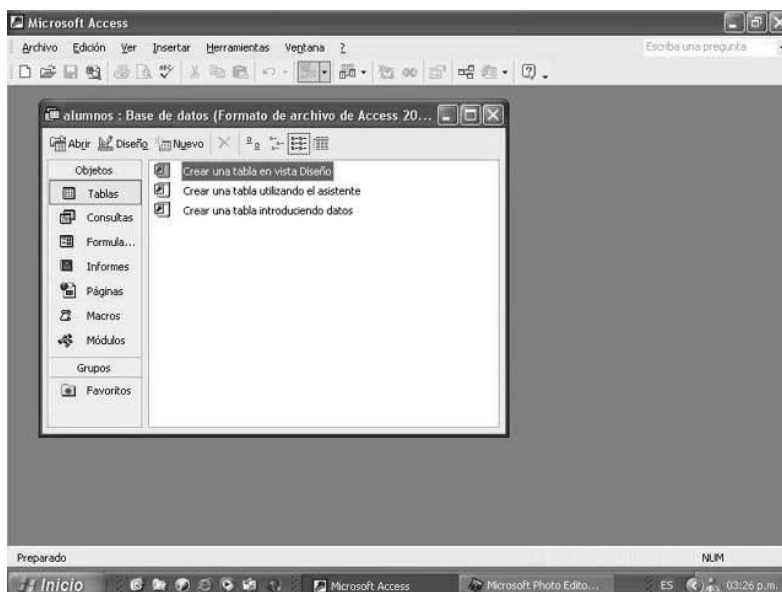 Microsoft Access
Archivo Edición Ver Insertar Herramientas Ventana ? Escriba una pregunta
alumnos : Base de datos (Formato de archivo de Access 20...
Abrir Diseño Nuevo
Objetos
Tablas
Consultas
Formula...
Informes
Páginas
Macros
Módulos
Grupos
Favoritos
Crear una tabla en vista Diseño
Crear una tabla utilizando el asistente
Crear una tabla introduciendo datos
Preparado NUM
Inicio Microsoft Access Microsoft Photo Edito... ES 03:26 p.m.